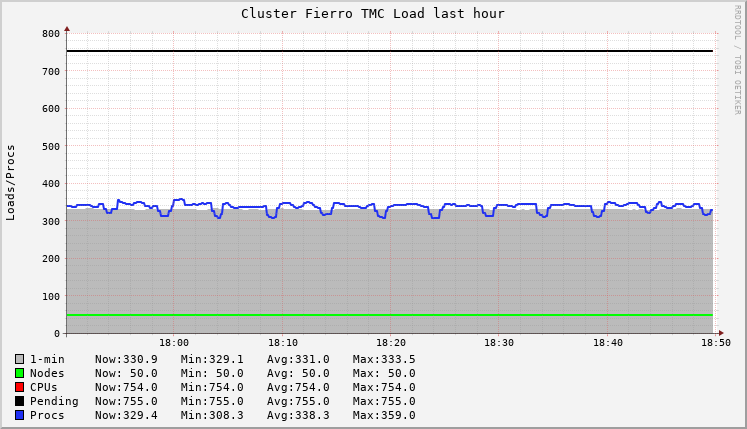 Cluster Fierro TMC Load last hour
RRDTOOL / TOBI OETIKER
Loads/Procs
800
700
600
500
400
300
200
100
0
18:00 18:10 18:20 18:30 18:40 18:50
1-min Now:330.9 Min:329.1 Avg:331.0 Max:333.5
Nodes Now: 50.0 Min: 50.0 Avg: 50.0 Max: 50.0
CPUs Now:754.0 Min:754.0 Avg:754.0 Max:754.0
Pending Now:755.0 Min:755.0 Avg:755.0 Max:755.0
Procs Now:329.4 Min:308.3 Avg:338.3 Max:359.0